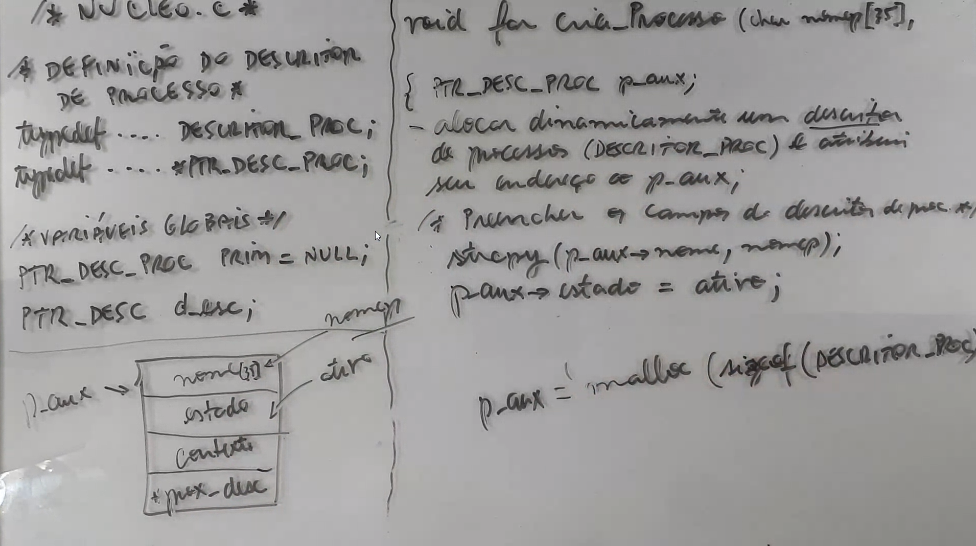 /* NUCLEO.C *
/* DEFINIÇÃO DO DESCRITOR
DE PROCESSO *
typedef .... DESCRITOR_PROC;
typedef .... *PTR_DESC_PROC;
/* VARIÁVEIS GLOBAIS */
PTR_DESC_PROC PRIM = NULL;
PTR_DESC d_esc;
p_aux →
nome[35]
estado
contexto
*prox_desc
nomep
ativo
void far cria_Processo (char nomep[35],
{ PTR_DESC_PROC p_aux;
- alocar dinamicamente um descritor
de processos (DESCRITOR_PROC) e atribuir
seu endereço a p_aux;
/* Preencher os campos do descritor de proc. */
strcpy(p_aux→nome, nomep);
p_aux→estado = ativo;
p_aux = malloc (sizeof (DESCRITOR_PROC)